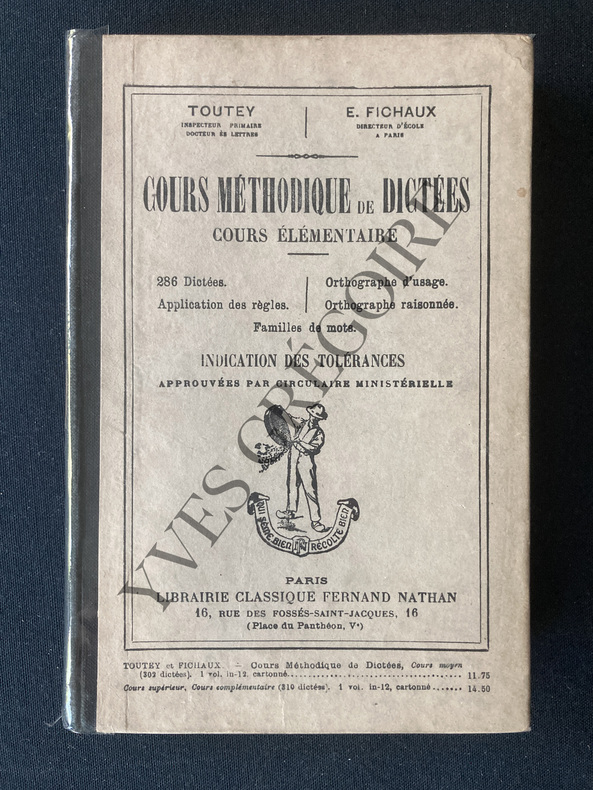 TOUTEY
INSPECTEUR PRIMAIRE
DOCTEUR ÈS LETTRES
E. FICHAUX
DIRECTEUR D'ÉCOLE
A PARIS
COURS MÉTHODIQUE DE DICTÉES
COURS ÉLÉMENTAIRE
286 Dictées.
Application des règles.
Orthographe d'usage.
Orthographe raisonnée.
Familles de mots.
INDICATION DES TOLÉRANCES
APPROUVÉES PAR CIRCULAIRE MINISTÉRIELLE
QUI SÈME BIEN FN RÉCOLTE BIEN
PARIS
LIBRAIRIE CLASSIQUE FERNAND NATHAN
16, RUE DES FOSSÉS-SAINT-JACQUES, 16
(Place du Panthéon, Vᵉ)
TOUTEY et FICHAUX. — Cours Méthodique de Dictées, Cours moyen
(302 dictées). 1 vol. in-12, cartonné........ 11.75
Cours supérieur, Cours complémentaire (310 dictées). 1 vol. in-12, cartonné....... 14.50
YVES GRÉGOIRE